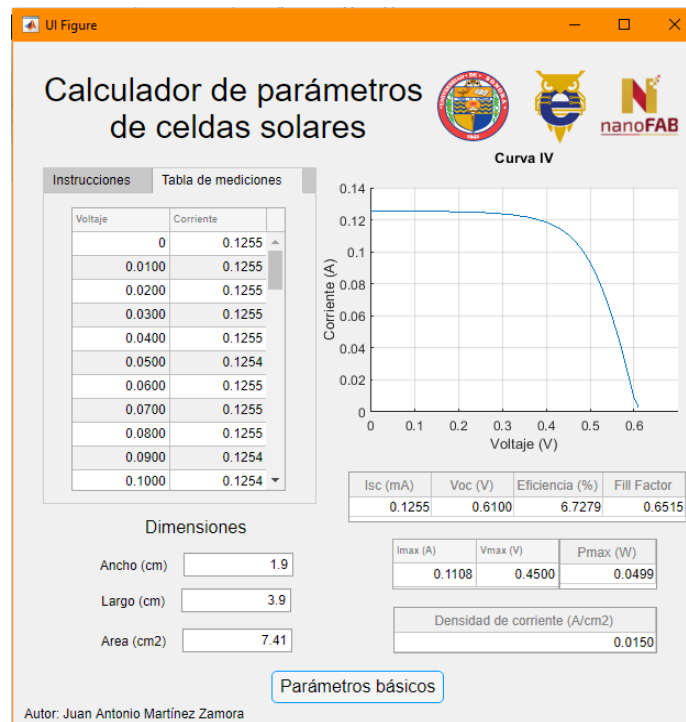 UI Figure
Calculador de parámetros
de celdas solares
nanoFAB
Instrucciones
Tabla de mediciones
Voltaje Corriente
0 0.1255
0.0100 0.1255
0.0200 0.1255
0.0300 0.1255
0.0400 0.1255
0.0500 0.1254
0.0600 0.1255
0.0700 0.1255
0.0800 0.1255
0.0900 0.1254
0.1000 0.1254
Curva IV
0.14
0.12
0.1
0.08
0.06
0.04
0.02
0
Corriente (A)
0 0.1 0.2 0.3 0.4 0.5 0.6
Voltaje (V)
Isc (mA) Voc (V) Eficiencia (%) Fill Factor
0.1255 0.6100 6.7279 0.6515
Imax (A) Vmax (V) Pmax (W)
0.1108 0.4500 0.0499
Densidad de corriente (A/cm2)
0.0150
Dimensiones
Ancho (cm) 1.9
Largo (cm) 3.9
Area (cm2) 7.41
Parámetros básicos
Autor: Juan Antonio Martínez Zamora